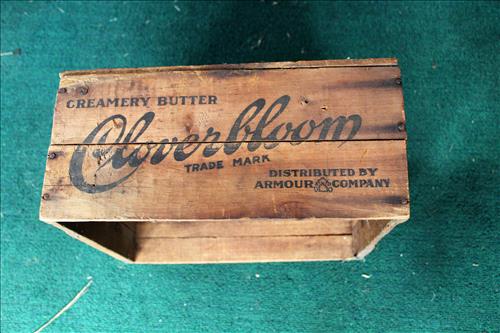 CREAMERY BUTTER
Cloverbloom
TRADE MARK
DISTRIBUTED BY
ARMOUR COMPANY